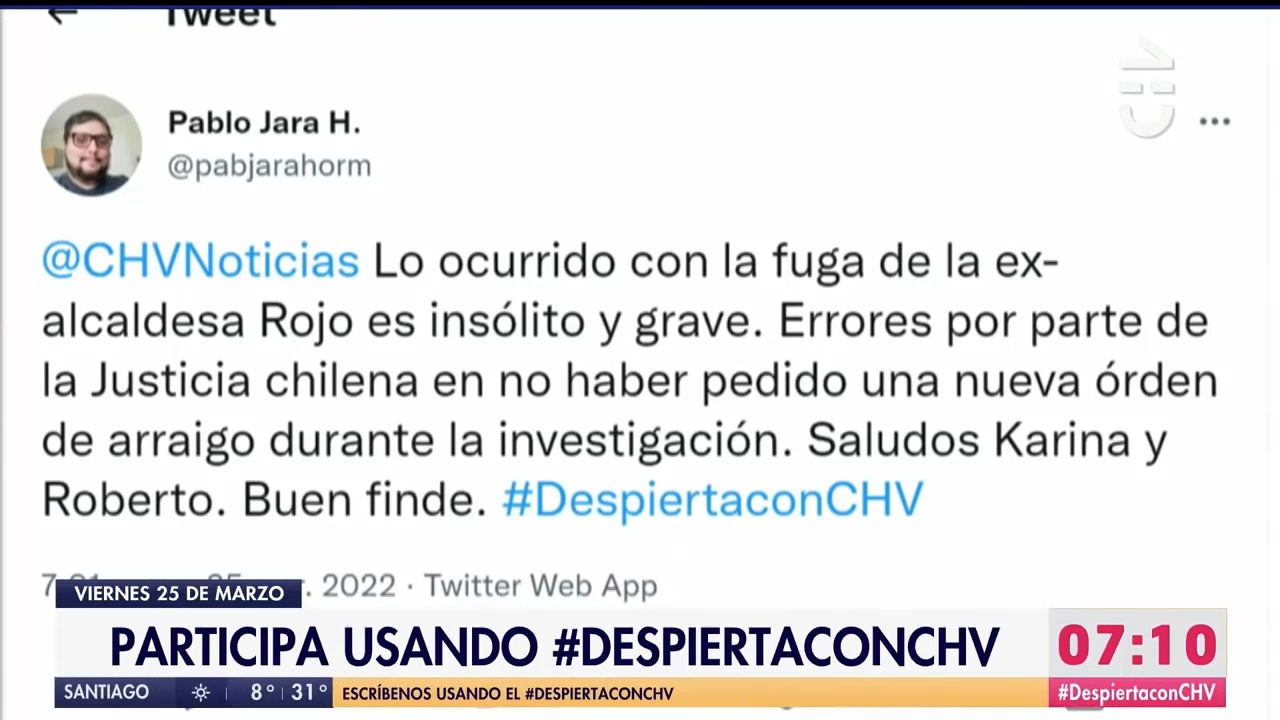 Tweet
CHV
Pablo Jara H.
@pabjarahorm
@CHVNoticias Lo ocurrido con la fuga de la ex-
alcaldesa Rojo es insólito y grave. Errores por parte de
la Justicia chilena en no haber pedido una nueva órden
de arraigo durante la investigación. Saludos Karina y
Roberto. Buen finde. #DespiertaconCHV
. 2022 · Twitter Web App
VIERNES 25 DE MARZO
PARTICIPA USANDO #DESPIERTACONCHV
07:10
SANTIAGO 8° 31° ESCRÍBENOS USANDO EL #DESPIERTACONCHV
#DespiertaconCHV